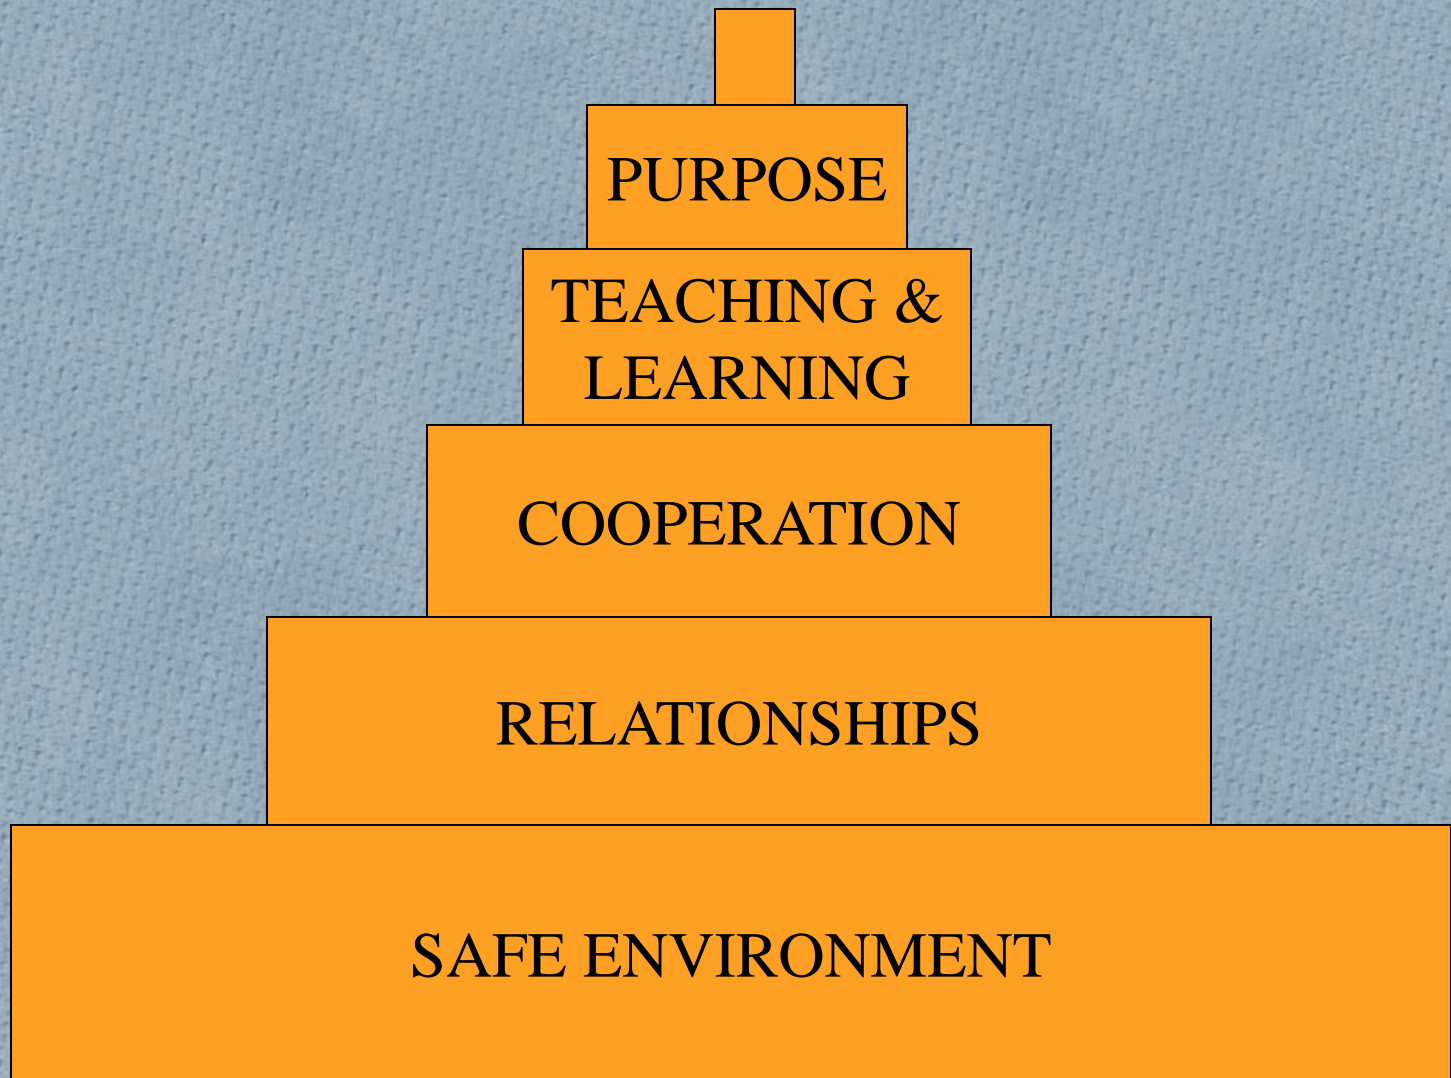 PURPOSE
TEACHING &
LEARNING
COOPERATION
RELATIONSHIPS
SAFE ENVIRONMENT